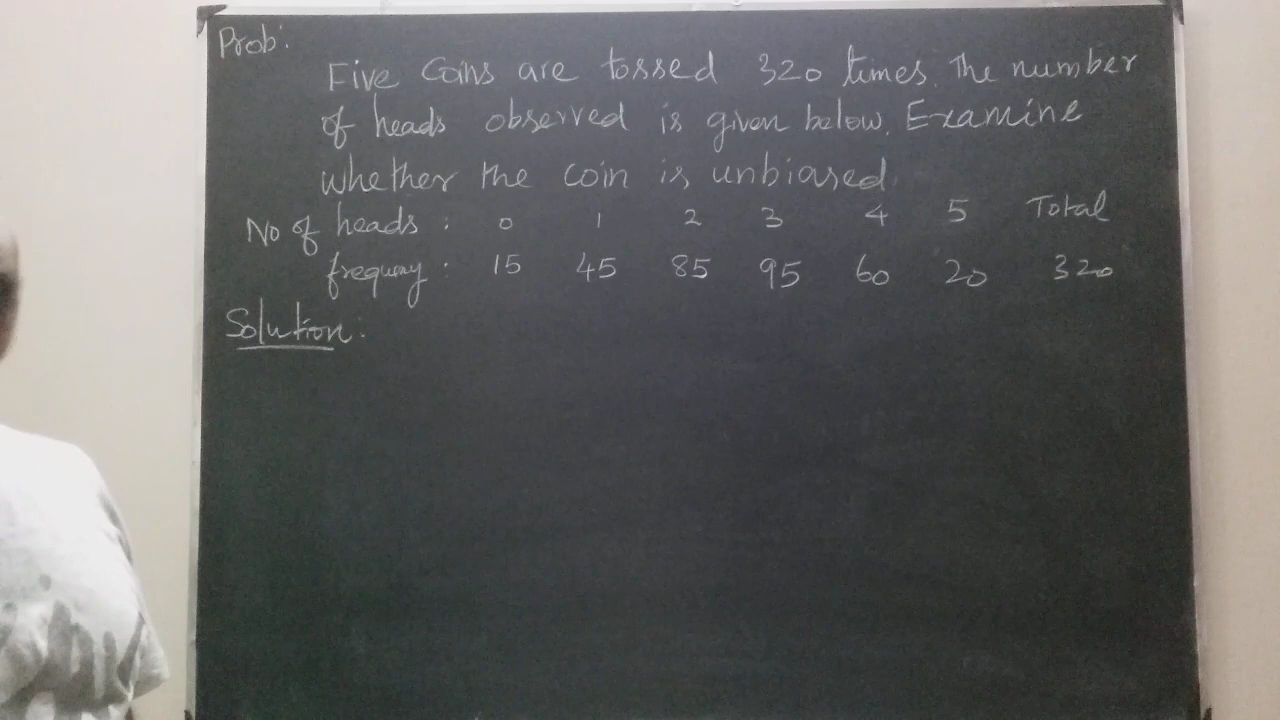 Prob:
Five Coins are tossed 320 times. The number
of heads observed is given below. Examine
whether the coin is unbiased.
No of heads : 0 1 2 3 4 5 Total
frequency : 15 45 85 95 60 20 320
Solution: